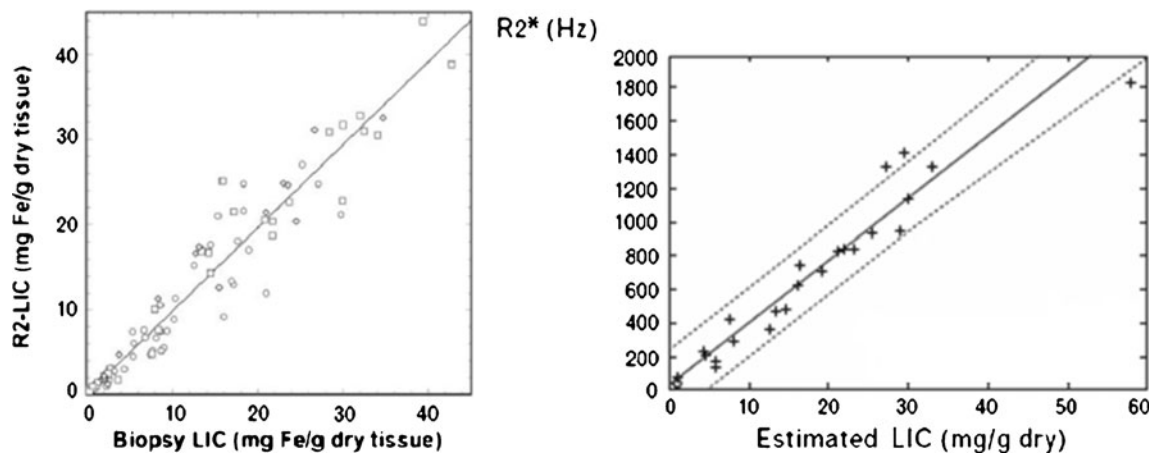 R2-LIC (mg Fe/g dry tissue)
40
30
20
10
0
0 10 20 30 40
Biopsy LIC (mg Fe/g dry tissue)
R2* (Hz)
2000
1800
1600
1400
1200
1000
800
600
400
200
0
0 10 20 30 40 50 60
Estimated LIC (mg/g dry)